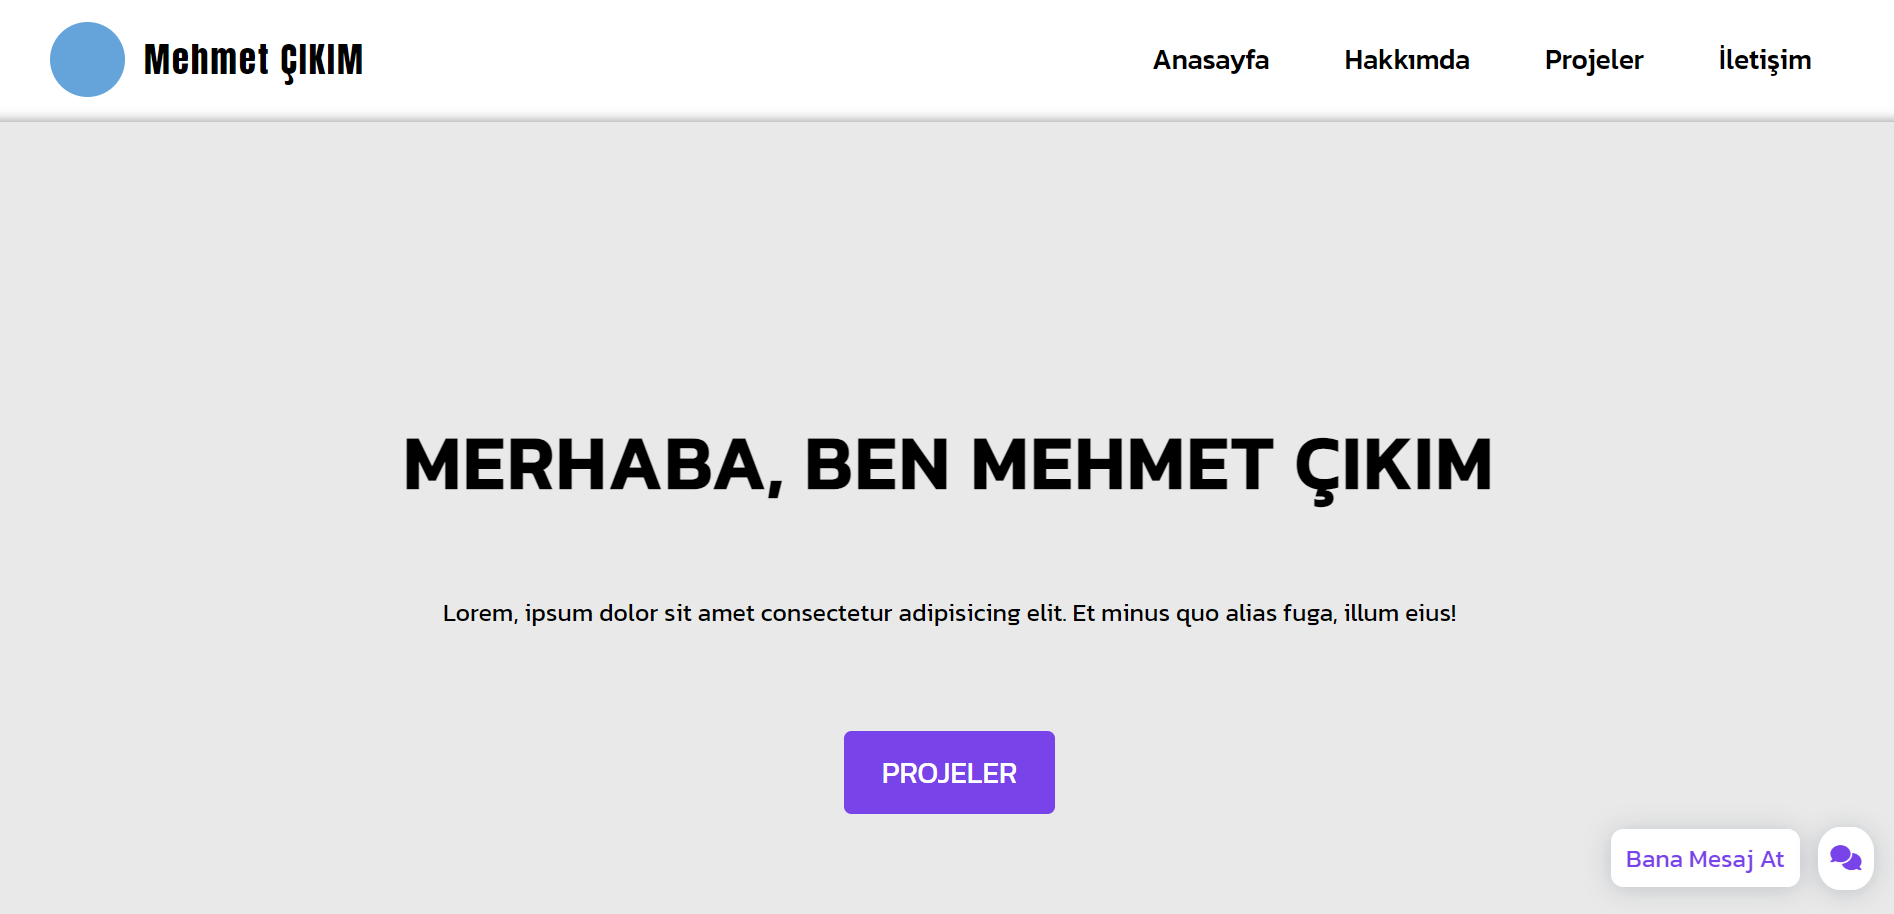 Mehmet ÇIKIM
Anasayfa
Hakkımda
Projeler
İletişim
MERHABA, BEN MEHMET ÇIKIM
Lorem, ipsum dolor sit amet consectetur adipisicing elit. Et minus quo alias fuga, illum eius!
PROJELER
Bana Mesaj At